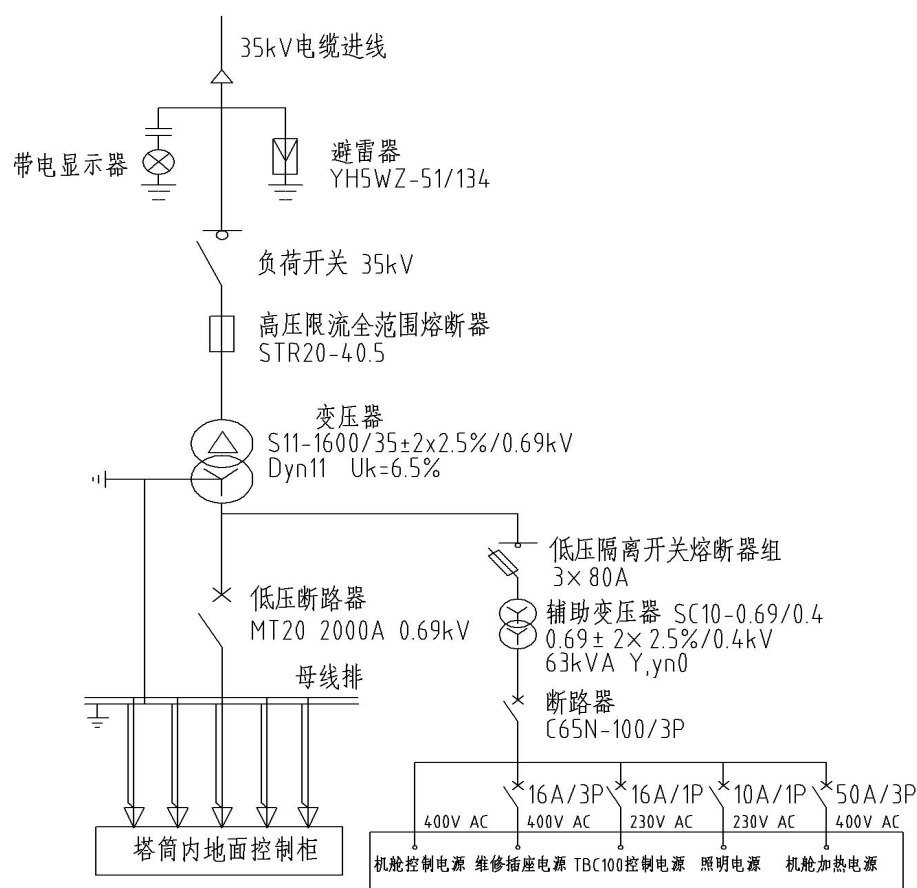 35kV电缆进线
带电显示器
避雷器
YH5WZ-51/134
负荷开关 35kV
高压限流全范围熔断器
STR20-40.5
变压器
S11-1600/35±2x2.5%/0.69kV
Dyn11 Uk=6.5%
低压隔离开关熔断器组
3×80A
低压断路器
MT20 2000A 0.69kV
辅助变压器 SC10-0.69/0.4
0.69±2×2.5%/0.4kV
63kVA Y,yn0
母线排
断路器
C65N-100/3P
16A/3P 16A/1P 10A/1P 50A/3P
400V AC 400V AC 230V AC 230V AC 400V AC
塔筒内地面控制柜
机舱控制电源 维修插座电源 TBC100控制电源 照明电源 机舱加热电源